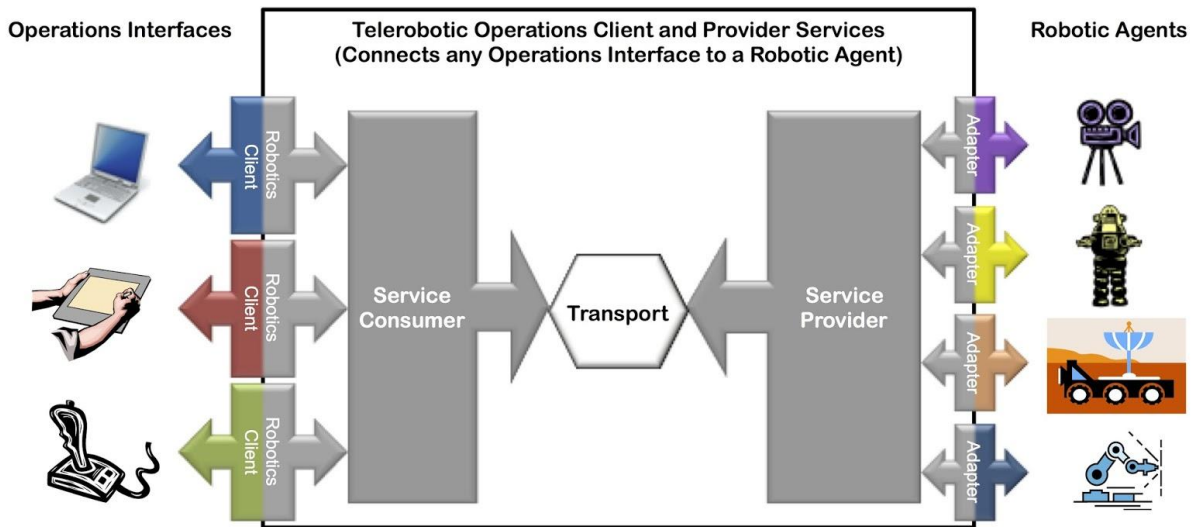 Operations Interfaces
Telerobotic Operations Client and Provider Services
(Connects any Operations Interface to a Robotic Agent)
Robotic Agents
Robotics
Client
Robotics
Client
Robotics
Client
Service
Consumer
Transport
Service
Provider
Adapter
Adapter
Adapter
Adapter